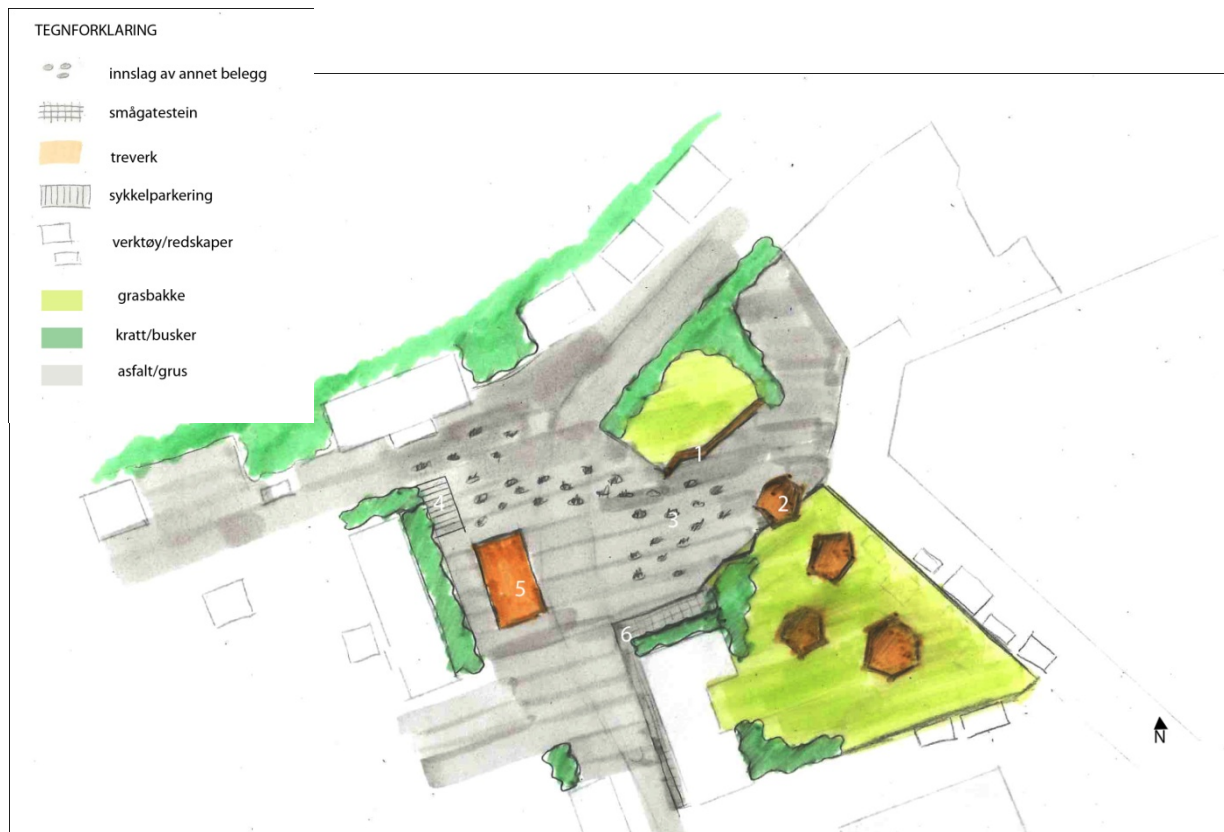 TEGNFORKLARING
innslag av annet belegg
smågatestein
treverk
sykkelparkering
verktøy/redskaper
grasbakke
kratt/busker
asfalt/grus
1
2
4
3
5
6
N